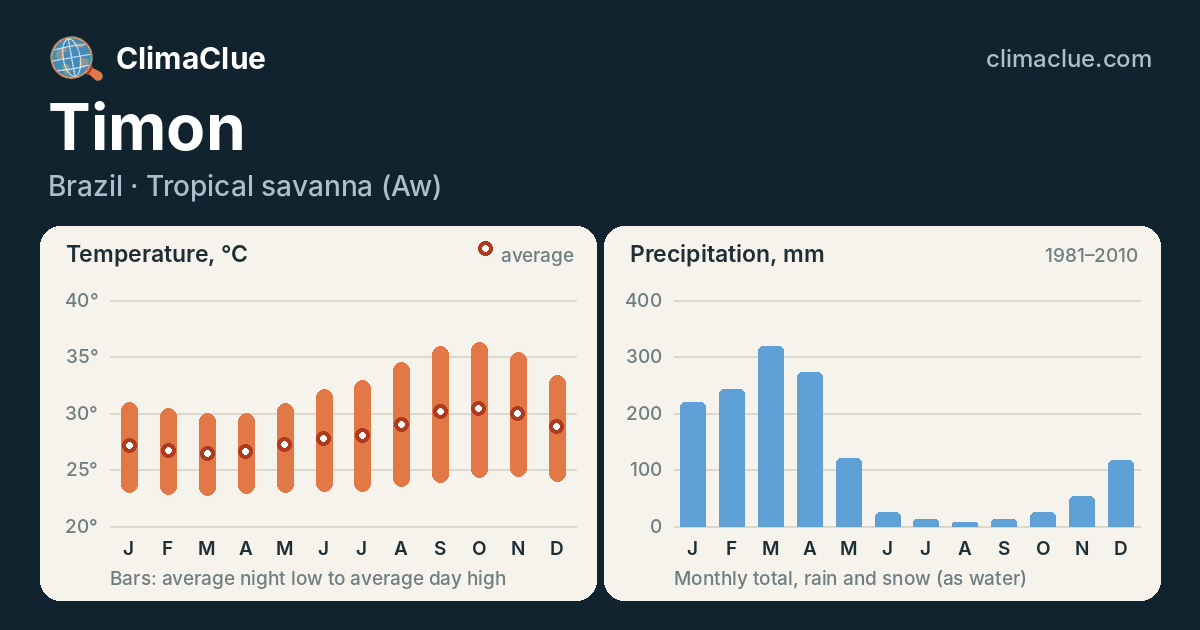 ClimaClue
climaclue.com
Timon
Brazil · Tropical savanna (Aw)
Temperature, °C
average
40°
35°
30°
25°
20°
J F M A M J J A S O N D
Bars: average night low to average day high
Precipitation, mm
1981–2010
400
300
200
100
0
J F M A M J J A S O N D
Monthly total, rain and snow (as water)